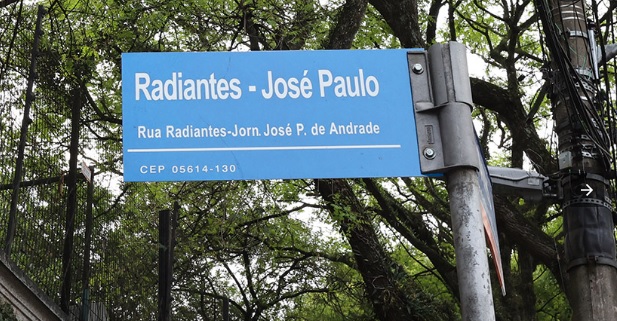 Radiantes - José Paulo
Rua Radiantes-Jorn. José P. de Andrade
CEP 05614-130